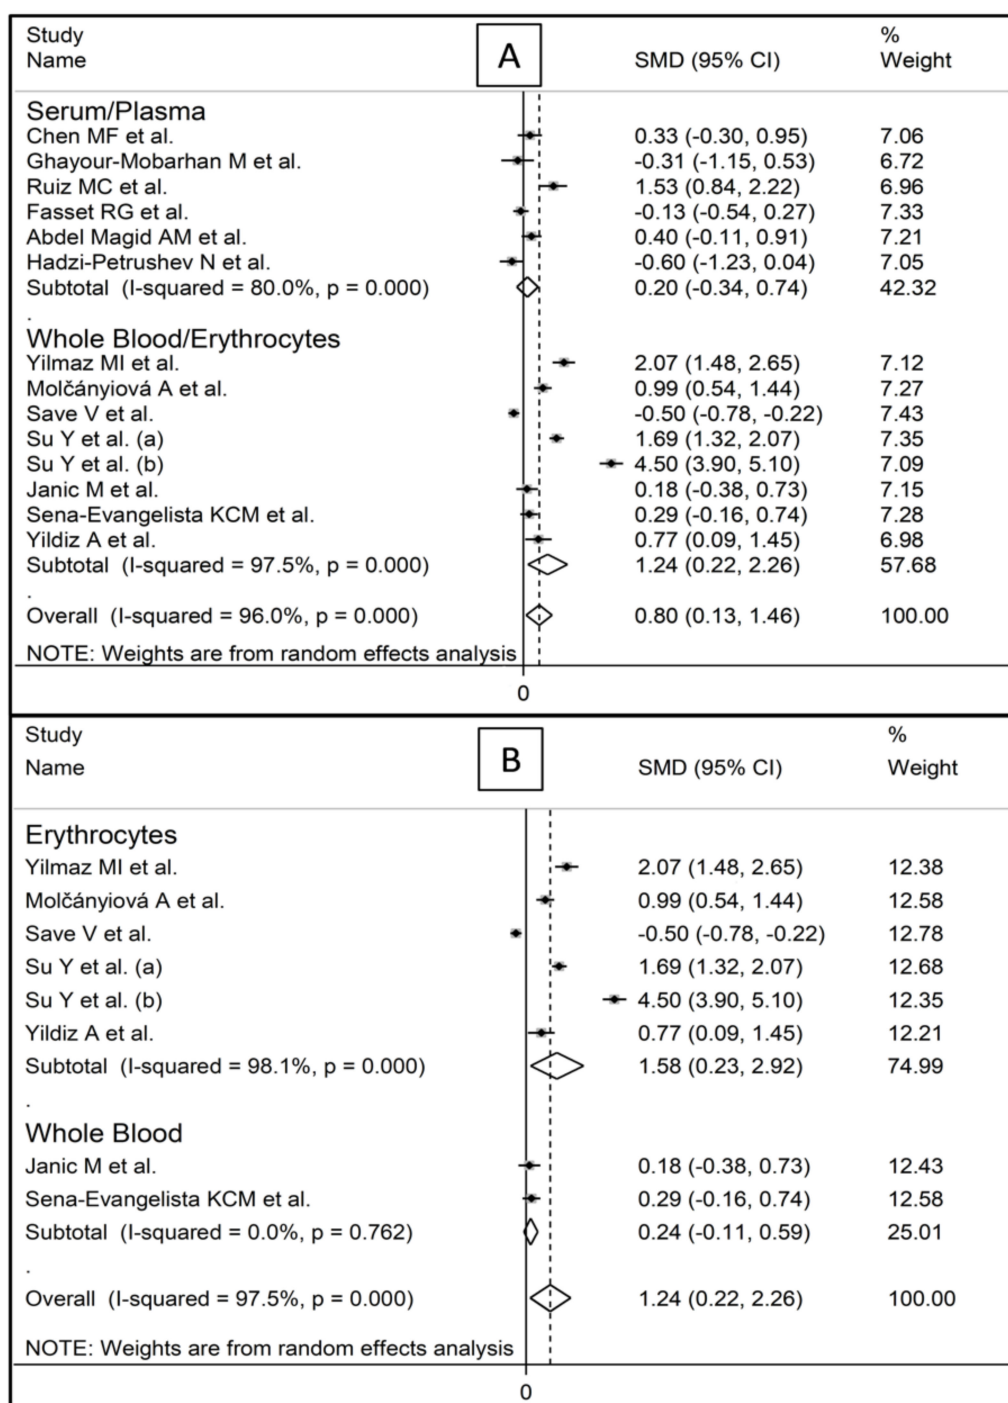 Study %
Name A SMD (95% CI) Weight
Serum/Plasma
Chen MF et al. 0.33 (-0.30, 0.95) 7.06
Ghayour-Mobarhan M et al. -0.31 (-1.15, 0.53) 6.72
Ruiz MC et al. 1.53 (0.84, 2.22) 6.96
Fasset RG et al. -0.13 (-0.54, 0.27) 7.33
Abdel Magid AM et al. 0.40 (-0.11, 0.91) 7.21
Hadzi-Petrushev N et al. -0.60 (-1.23, 0.04) 7.05
Subtotal (I-squared = 80.0%, p = 0.000) 0.20 (-0.34, 0.74) 42.32
.
Whole Blood/Erythrocytes
Yilmaz MI et al. 2.07 (1.48, 2.65) 7.12
Molčányiová A et al. 0.99 (0.54, 1.44) 7.27
Save V et al. -0.50 (-0.78, -0.22) 7.43
Su Y et al. (a) 1.69 (1.32, 2.07) 7.35
Su Y et al. (b) 4.50 (3.90, 5.10) 7.09
Janic M et al. 0.18 (-0.38, 0.73) 7.15
Sena-Evangelista KCM et al. 0.29 (-0.16, 0.74) 7.28
Yildiz A et al. 0.77 (0.09, 1.45) 6.98
Subtotal (I-squared = 97.5%, p = 0.000) 1.24 (0.22, 2.26) 57.68
.
Overall (I-squared = 96.0%, p = 0.000) 0.80 (0.13, 1.46) 100.00
NOTE: Weights are from random effects analysis
0
Study %
Name B SMD (95% CI) Weight
Erythrocytes
Yilmaz MI et al. 2.07 (1.48, 2.65) 12.38
Molčányiová A et al. 0.99 (0.54, 1.44) 12.58
Save V et al. -0.50 (-0.78, -0.22) 12.78
Su Y et al. (a) 1.69 (1.32, 2.07) 12.68
Su Y et al. (b) 4.50 (3.90, 5.10) 12.35
Yildiz A et al. 0.77 (0.09, 1.45) 12.21
Subtotal (I-squared = 98.1%, p = 0.000) 1.58 (0.23, 2.92) 74.99
.
Whole Blood
Janic M et al. 0.18 (-0.38, 0.73) 12.43
Sena-Evangelista KCM et al. 0.29 (-0.16, 0.74) 12.58
Subtotal (I-squared = 0.0%, p = 0.762) 0.24 (-0.11, 0.59) 25.01
.
Overall (I-squared = 97.5%, p = 0.000) 1.24 (0.22, 2.26) 100.00
NOTE: Weights are from random effects analysis
0